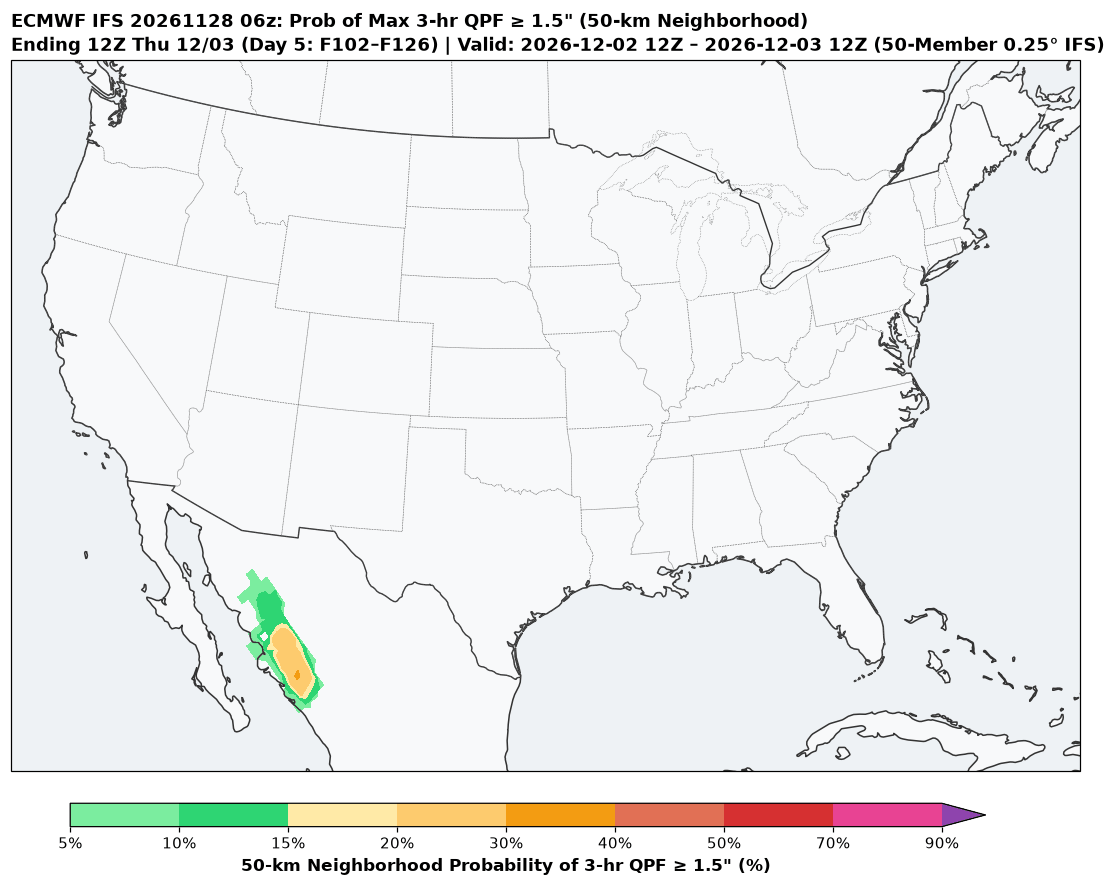 ECMWF IFS 20261128 06z: Prob of Max 3-hr QPF ≥ 1.5" (50-km Neighborhood)
Ending 12Z Thu 12/03 (Day 5: F102–F126) | Valid: 2026-12-02 12Z – 2026-12-03 12Z (50-Member 0.25° IFS)
5% 10% 15% 20% 30% 40% 50% 70% 90%
50-km Neighborhood Probability of 3-hr QPF ≥ 1.5" (%)